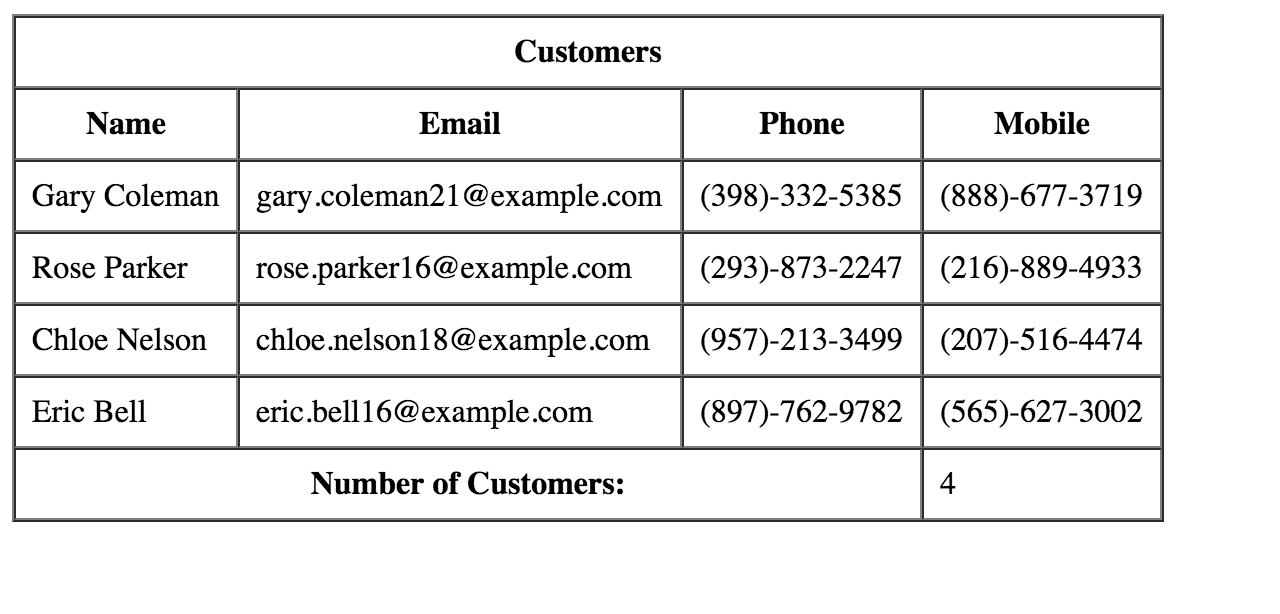 Customers
Name Email Phone Mobile
Gary Coleman gary.coleman21@example.com (398)-332-5385 (888)-677-3719
Rose Parker rose.parker16@example.com (293)-873-2247 (216)-889-4933
Chloe Nelson chloe.nelson18@example.com (957)-213-3499 (207)-516-4474
Eric Bell eric.bell16@example.com (897)-762-9782 (565)-627-3002
Number of Customers: 4